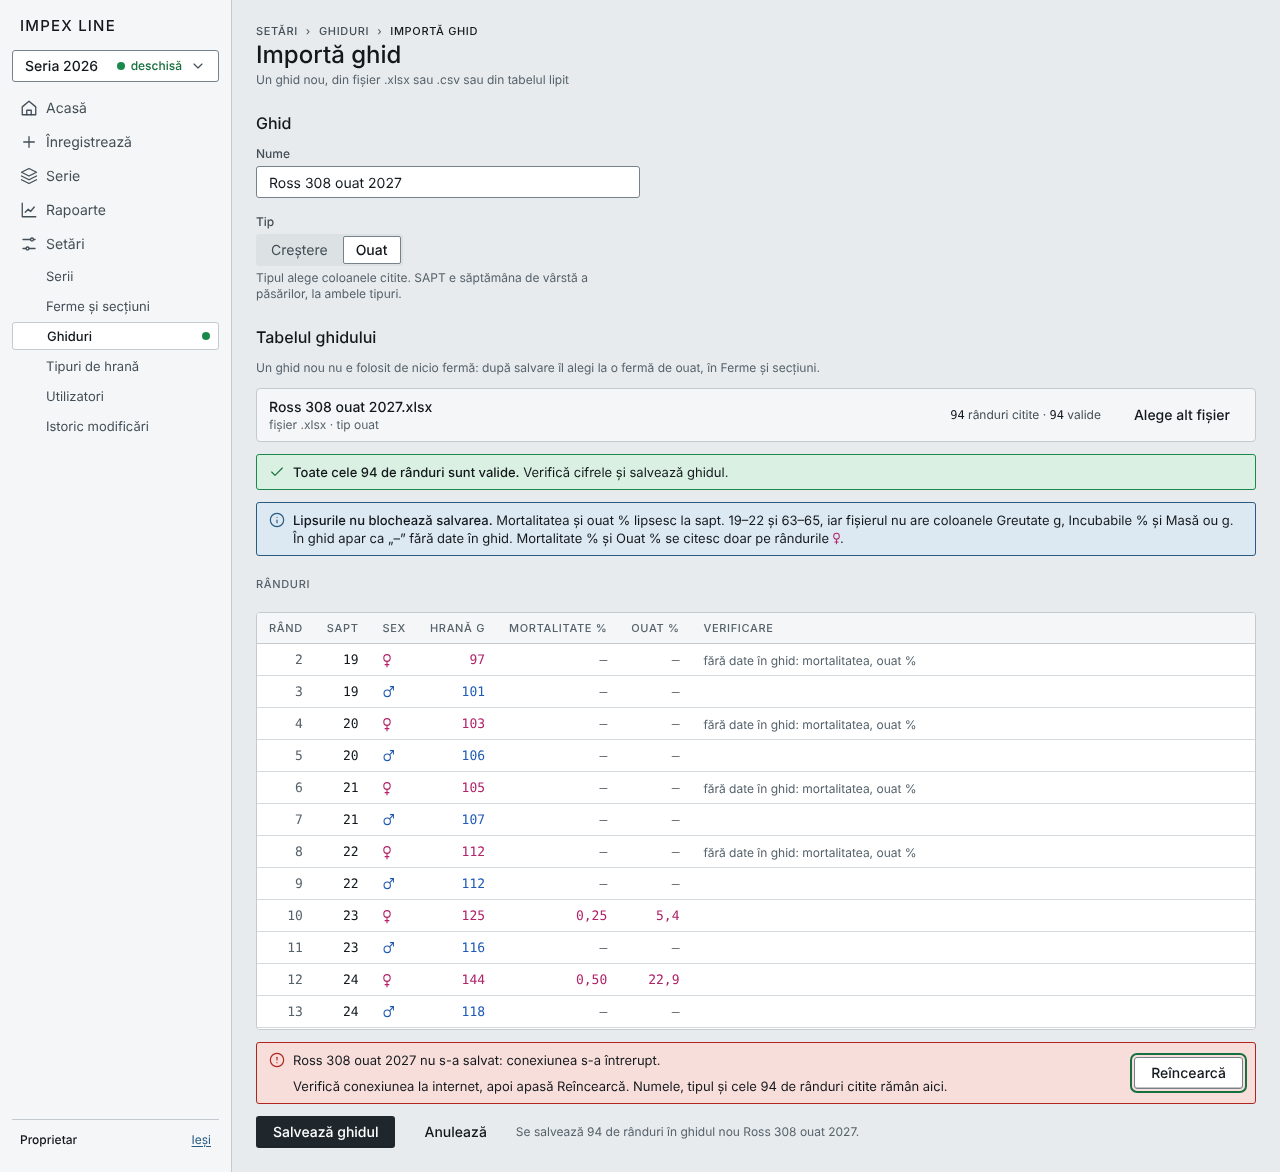 IMPEX LINE
Seria 2026 deschisă
Acasă
Înregistrează
Serie
Rapoarte
Setări
Serii
Ferme și secțiuni
Ghiduri
Tipuri de hrană
Utilizatori
Istoric modificări
Proprietar Ieși
SETĂRI › GHIDURI › IMPORTĂ GHID
Importă ghid
Un ghid nou, din fișier .xlsx sau .csv sau din tabelul lipit
Ghid
Nume
Ross 308 ouat 2027
Tip
Creștere Ouat
Tipul alege coloanele citite. SAPT e săptămâna de vârstă a
păsărilor, la ambele tipuri.
Tabelul ghidului
Un ghid nou nu e folosit de nicio fermă: după salvare îl alegi la o fermă de ouat, în Ferme și secțiuni.
Ross 308 ouat 2027.xlsx
fișier .xlsx · tip ouat
94 rânduri citite · 94 valide
Alege alt fișier
Toate cele 94 de rânduri sunt valide. Verifică cifrele și salvează ghidul.
Lipsurile nu blochează salvarea. Mortalitatea și ouat % lipsesc la sapt. 19–22 și 63–65, iar fișierul nu are coloanele Greutate g, Incubabile % și Masă ou g.
În ghid apar ca „–” fără date în ghid. Mortalitate % și Ouat % se citesc doar pe rândurile ♀.
RÂNDURI
RÂND SAPT SEX HRANĂ G MORTALITATE % OUAT % VERIFICARE
2 19 ♀ 97 – – fără date în ghid: mortalitatea, ouat %
3 19 ♂ 101 – –
4 20 ♀ 103 – – fără date în ghid: mortalitatea, ouat %
5 20 ♂ 106 – –
6 21 ♀ 105 – – fără date în ghid: mortalitatea, ouat %
7 21 ♂ 107 – –
8 22 ♀ 112 – – fără date în ghid: mortalitatea, ouat %
9 22 ♂ 112 – –
10 23 ♀ 125 0,25 5,4
11 23 ♂ 116 – –
12 24 ♀ 144 0,50 22,9
13 24 ♂ 118 – –
Ross 308 ouat 2027 nu s-a salvat: conexiunea s-a întrerupt.
Verifică conexiunea la internet, apoi apasă Reîncearcă. Numele, tipul și cele 94 de rânduri citite rămân aici.
Reîncearcă
Salvează ghidul Anulează Se salvează 94 de rânduri în ghidul nou Ross 308 ouat 2027.